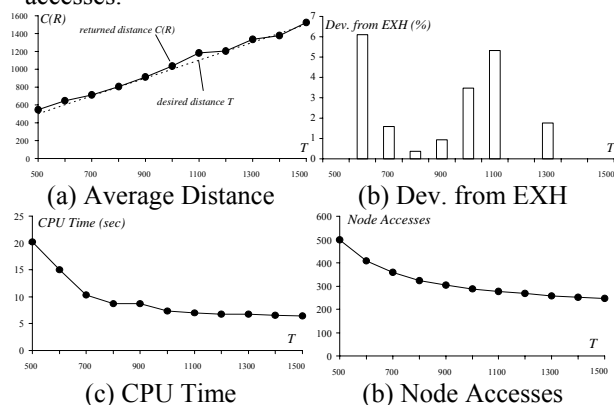 accesses.
C(R)
1600
1400
1200
1000
800
600
400
200
0
returned distance C(R)
desired distance T
T
500 700 900 1100 1300 1500
(a) Average Distance
Dev. from EXH (%)
7
6
5
4
3
2
1
0
T
500 700 900 1100 1300 1500
(b) Dev. from EXH
CPU Time (sec)
25
20
15
10
5
0
T
500 700 900 1100 1300 1500
(c) CPU Time
Node Accesses
600
500
400
300
200
100
0
T
500 700 900 1100 1300 1500
(b) Node Accesses